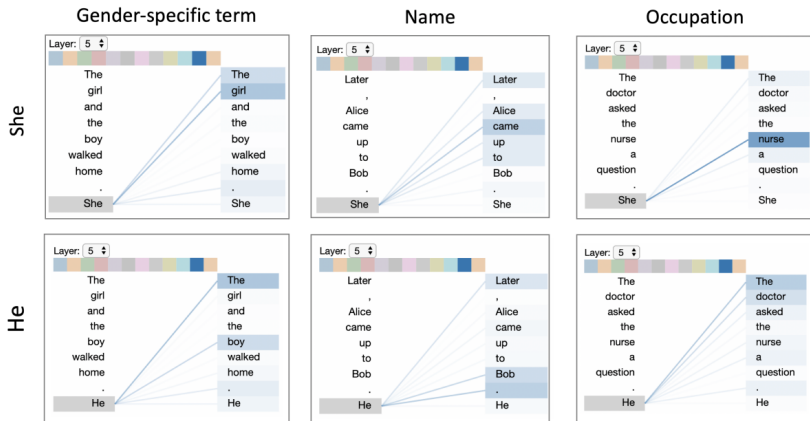 Gender-specific term
Name
Occupation
She
Layer: 5
The The
girl girl
and and
the the
boy boy
walked walked
home home
. .
She She
Layer: 5
Later Later
, ,
Alice Alice
came came
up up
to to
Bob Bob
. .
She She
Layer: 5
The The
doctor doctor
asked asked
the the
nurse nurse
a a
question question
. .
She She
He
Layer: 5
The The
girl girl
and and
the the
boy boy
walked walked
home home
. .
He He
Layer: 5
Later Later
, ,
Alice Alice
came came
up up
to to
Bob Bob
. .
He He
Layer: 5
The The
doctor doctor
asked asked
the the
nurse nurse
a a
question question
. .
He He